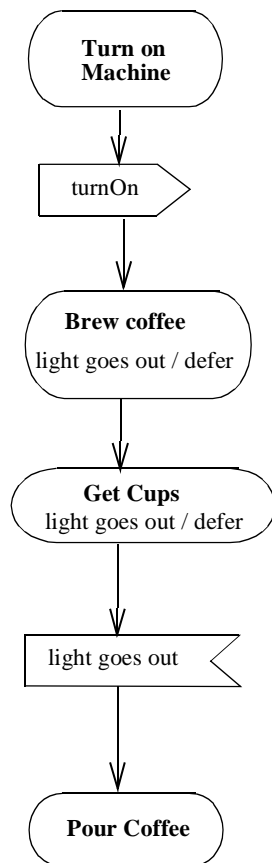 Turn on
Machine
turnOn
Brew coffee
light goes out / defer
Get Cups
light goes out / defer
light goes out
Pour Coffee